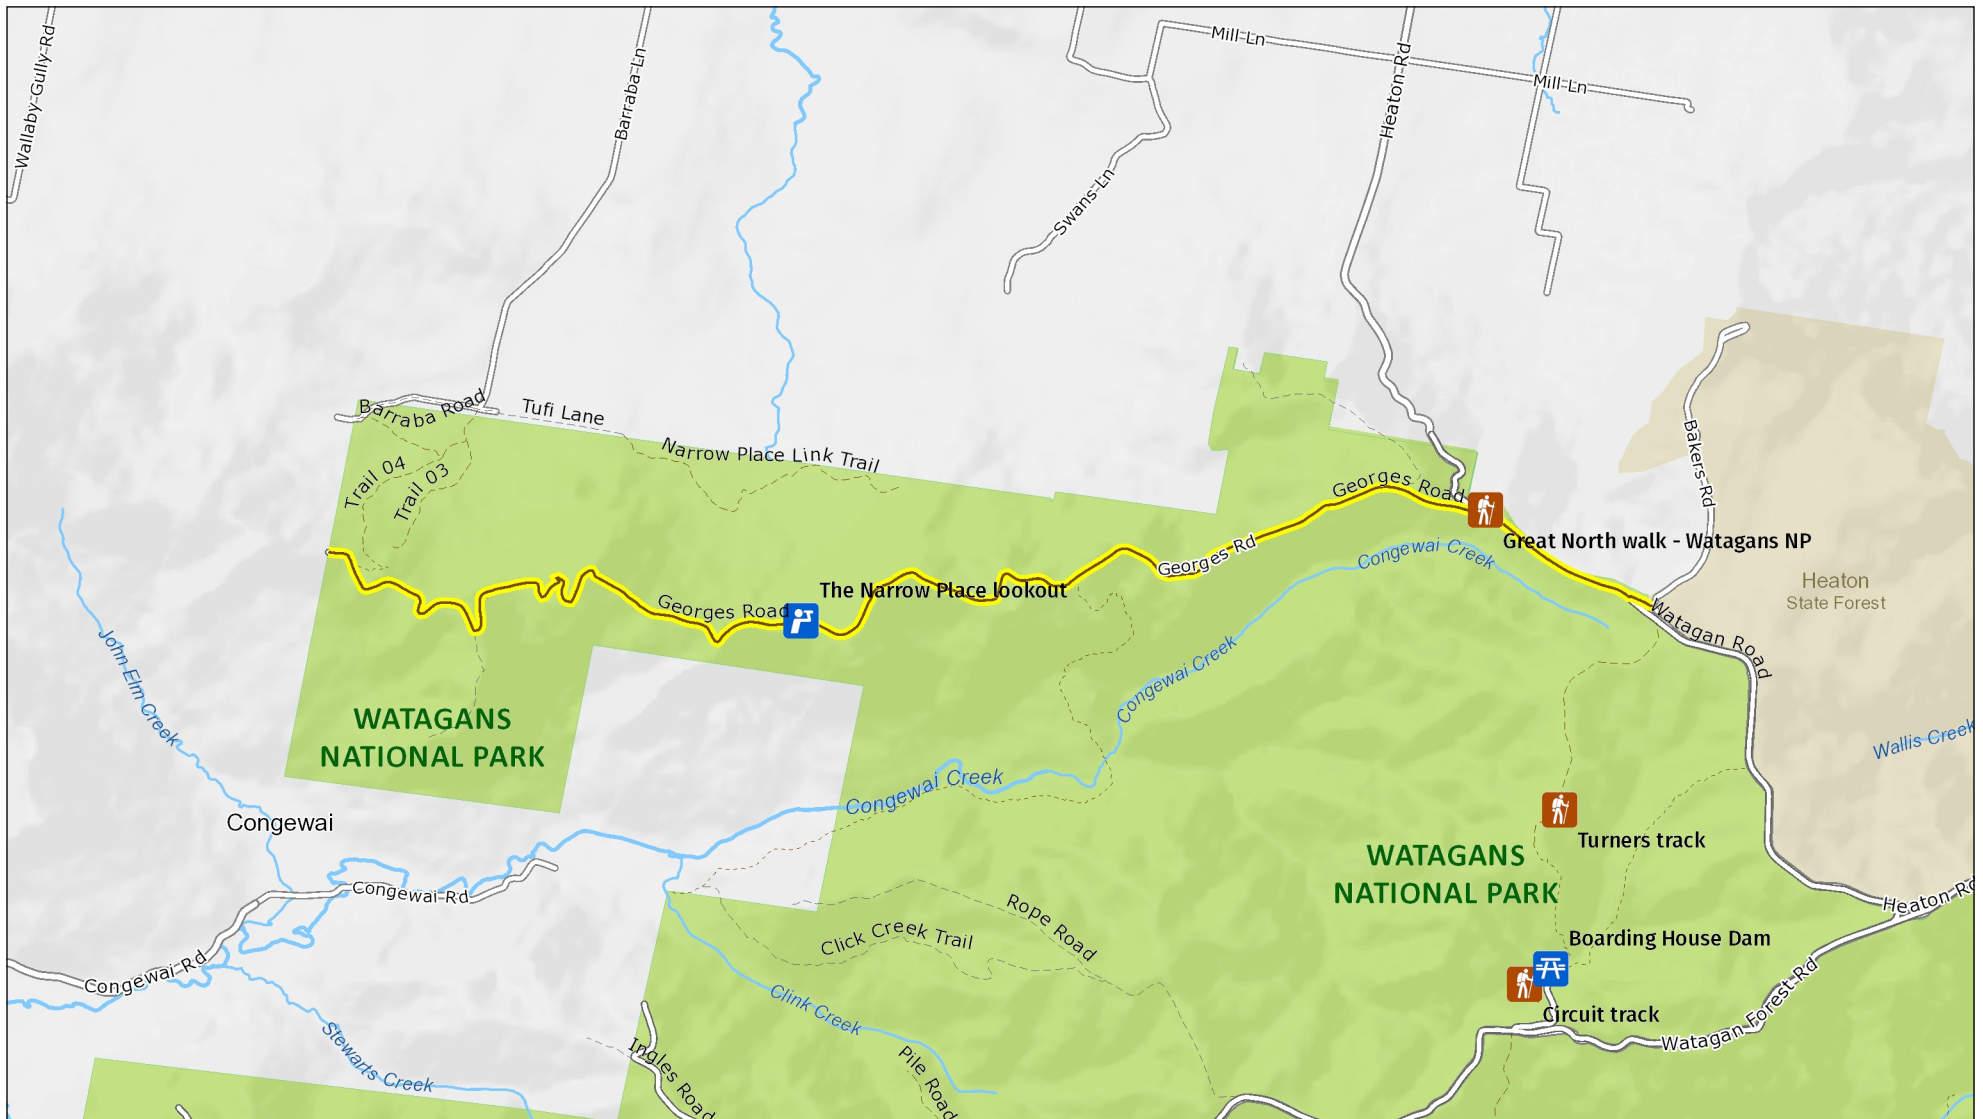 Wallaby-Gully-Rd
Barraba-Ln
Mill-Ln
Heaton-Rd
Mill-Ln
Swans-Ln
Barraba Road
Tufi Lane
Narrow Place Link Trail
Trail 04
Trail 03
Georges Road
Bakers-Rd
Great North walk - Watagans NP
Georges Rd
Congewai Creek
Heaton
State Forest
The Narrow Place lookout
Georges Road
Watagan Road
John Elm Creek
Congewai Creek
WATAGANS
NATIONAL PARK
Wallis Creek
Congewai Creek
Congewai
Turners track
WATAGANS
NATIONAL PARK
Congewai Rd
Heaton Rd
Rope Road
Click Creek Trail
Boarding House Dam
Congewai Rd
Clink Creek
Circuit track
Watagan Forest-Rd
Stewarts Creek
Ingles Road
Pile Road